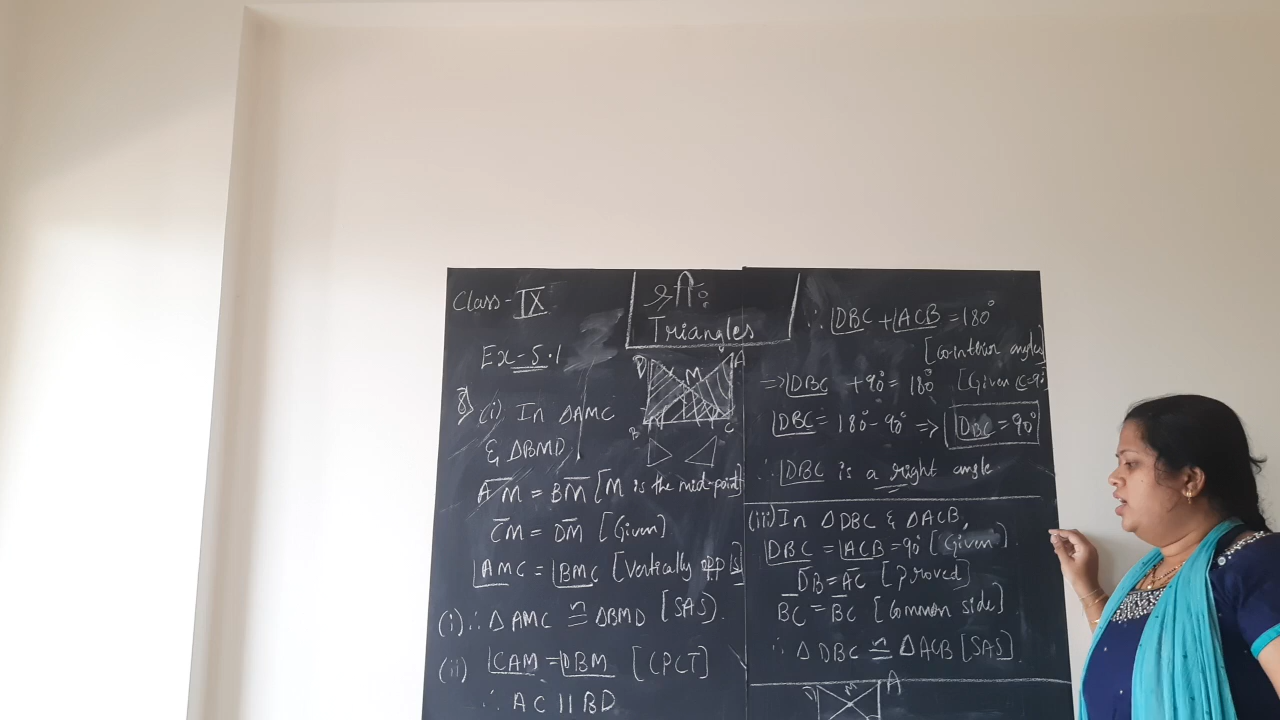 Class - IX
Triangles
Ex-5.1
D A
M
B C
8) (i) In ΔAMC
& ΔBMD
AM = BM [M is the mid-point]
CM = DM [Given]
∠AMC = ∠BMC [Vertically opp ∠s]
(i) ∴ Δ AMC ≅ ΔBMD [SAS].
(ii) ∠CAM = ∠DBM [CPCT]
∴ AC || BD
∴ ∠DBC + ∠ACB = 180°
[Co-interior angles]
=> ∠DBC + 90° = 180° [Given C=90°
∠DBC = 180° - 90° => ∠DBC = 90°
∴ ∠DBC is a right angle.
(iii) In ΔDBC & ΔACB,
∠DBC = ∠ACB = 90° [Given]
DB = AC [Proved]
BC = BC [Common side]
∴ Δ DBC ≅ ΔACB [SAS]
D A
M